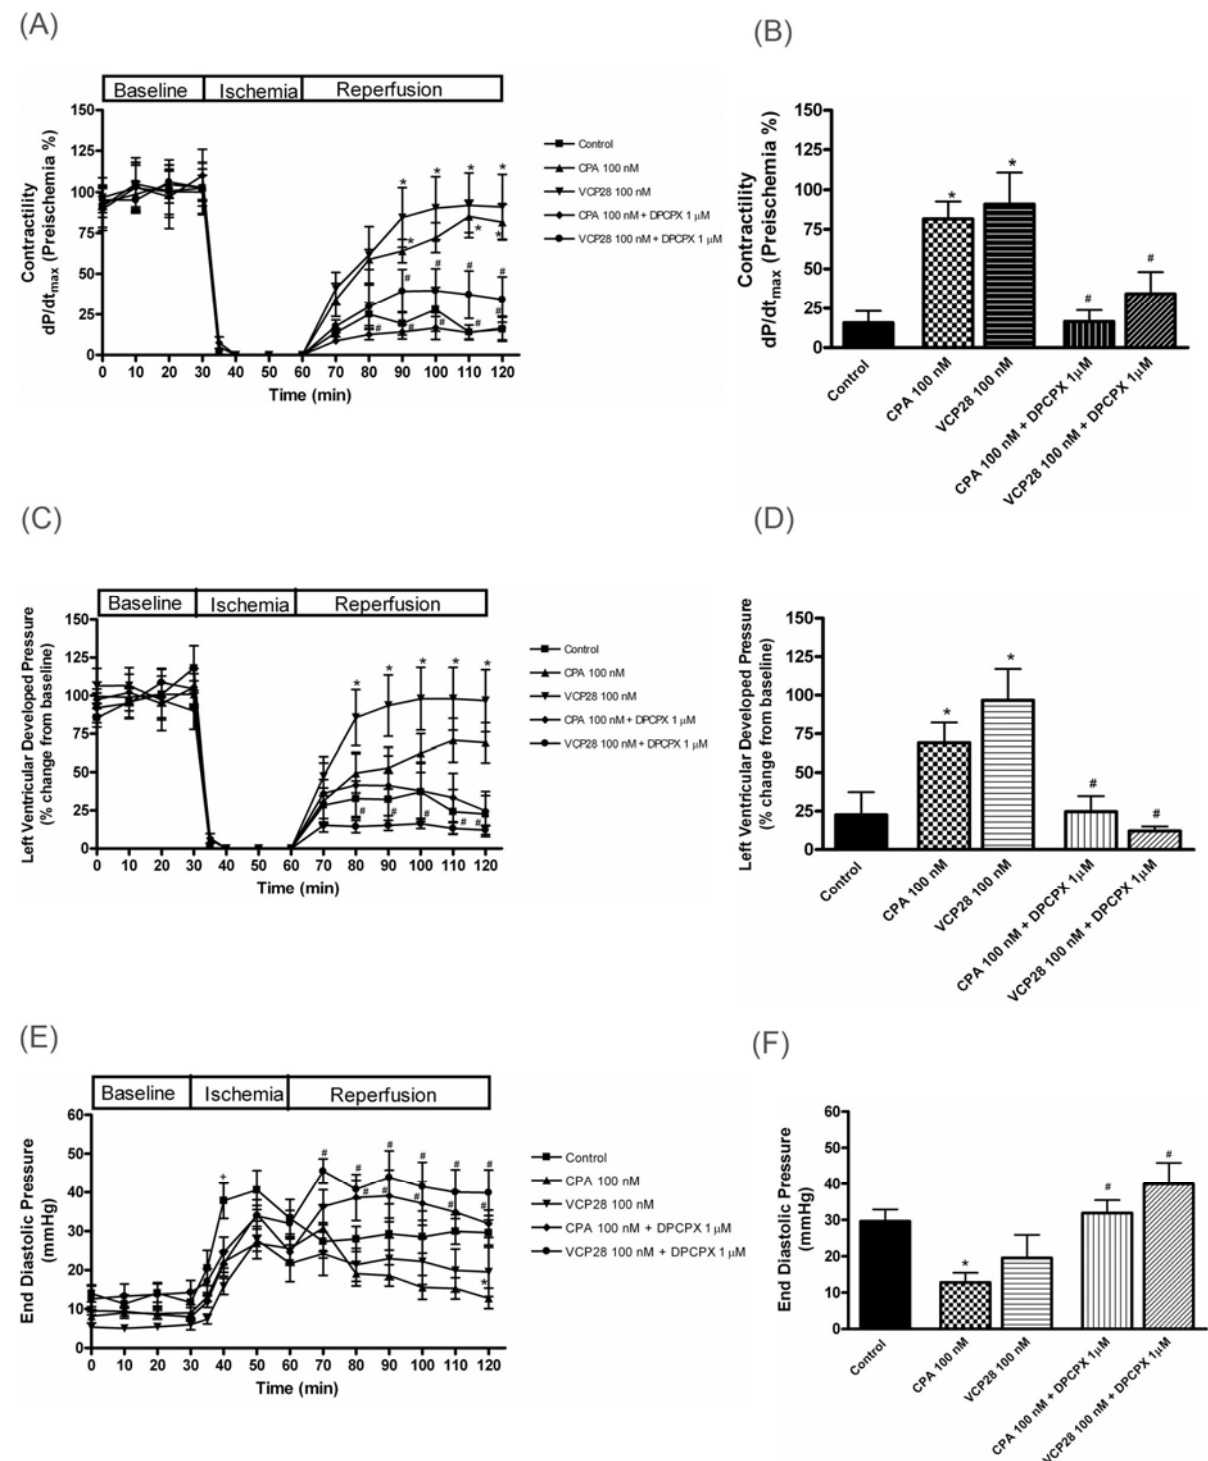 (A)
Baseline Ischemia Reperfusion
Contractility
dP/dtmax (Preischemia %)
150
125
100
75
50
25
0
0 10 20 30 40 50 60 70 80 90 100 110 120
Time (min)
Control
CPA 100 nM
VCP28 100 nM
CPA 100 nM + DPCPX 1 µM
VCP28 100 nM + DPCPX 1 µM
* * * *
* * *
# # # #
# # # # #
(B)
Contractility
dP/dtmax (Preischemia %)
150
125
100
75
50
25
0
* * # #
Control
CPA 100 nM
VCP28 100 nM
CPA 100 nM + DPCPX 1µM
VCP28 100 nM + DPCPX 1µM
(C)
Baseline Ischemia Reperfusion
Left Ventricular Developed Pressure
(% change from baseline)
150
125
100
75
50
25
0
0 10 20 30 40 50 60 70 80 90 100 110 120
Time (min)
Control
CPA 100 nM
VCP28 100 nM
CPA 100 nM + DPCPX 1 µM
VCP28 100 nM + DPCPX 1 µM
* * * * *
# # # # #
(D)
Left Ventricular Developed Pressure
(% change from baseline)
150
125
100
75
50
25
0
* * # #
Control
CPA 100 nM
VCP28 100 nM
CPA 100 nM + DPCPX 1µM
VCP28 100 nM + DPCPX 1µM
(E)
Baseline Ischemia Reperfusion
End Diastolic Pressure
(mmHg)
60
50
40
30
20
10
0
0 10 20 30 40 50 60 70 80 90 100 110 120
Time (min)
Control
CPA 100 nM
VCP28 100 nM
CPA 100 nM + DPCPX 1 µM
VCP28 100 nM + DPCPX 1 µM
+
# # # # # #
# # # # #
*
(F)
End Diastolic Pressure
(mmHg)
60
50
40
30
20
10
0
* # #
Control
CPA 100 nM
VCP28 100 nM
CPA 100 nM + DPCPX 1µM
VCP28 100 nM + DPCPX 1µM